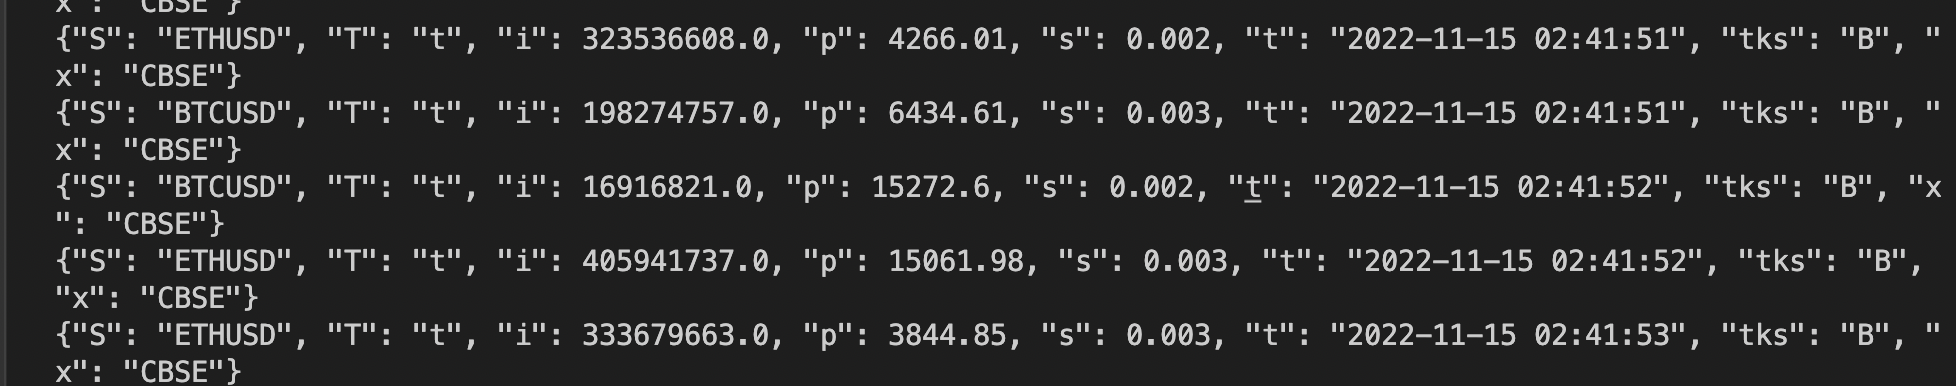 x": "CBSE"}
{"S": "ETHUSD", "T": "t", "i": 323536608.0, "p": 4266.01, "s": 0.002, "t": "2022-11-15 02:41:51", "tks": "B", "
x": "CBSE"}
{"S": "BTCUSD", "T": "t", "i": 198274757.0, "p": 6434.61, "s": 0.003, "t": "2022-11-15 02:41:51", "tks": "B", "
x": "CBSE"}
{"S": "BTCUSD", "T": "t", "i": 16916821.0, "p": 15272.6, "s": 0.002, "t": "2022-11-15 02:41:52", "tks": "B", "x
": "CBSE"}
{"S": "ETHUSD", "T": "t", "i": 405941737.0, "p": 15061.98, "s": 0.003, "t": "2022-11-15 02:41:52", "tks": "B",
"x": "CBSE"}
{"S": "ETHUSD", "T": "t", "i": 333679663.0, "p": 3844.85, "s": 0.003, "t": "2022-11-15 02:41:53", "tks": "B", "
x": "CBSE"}